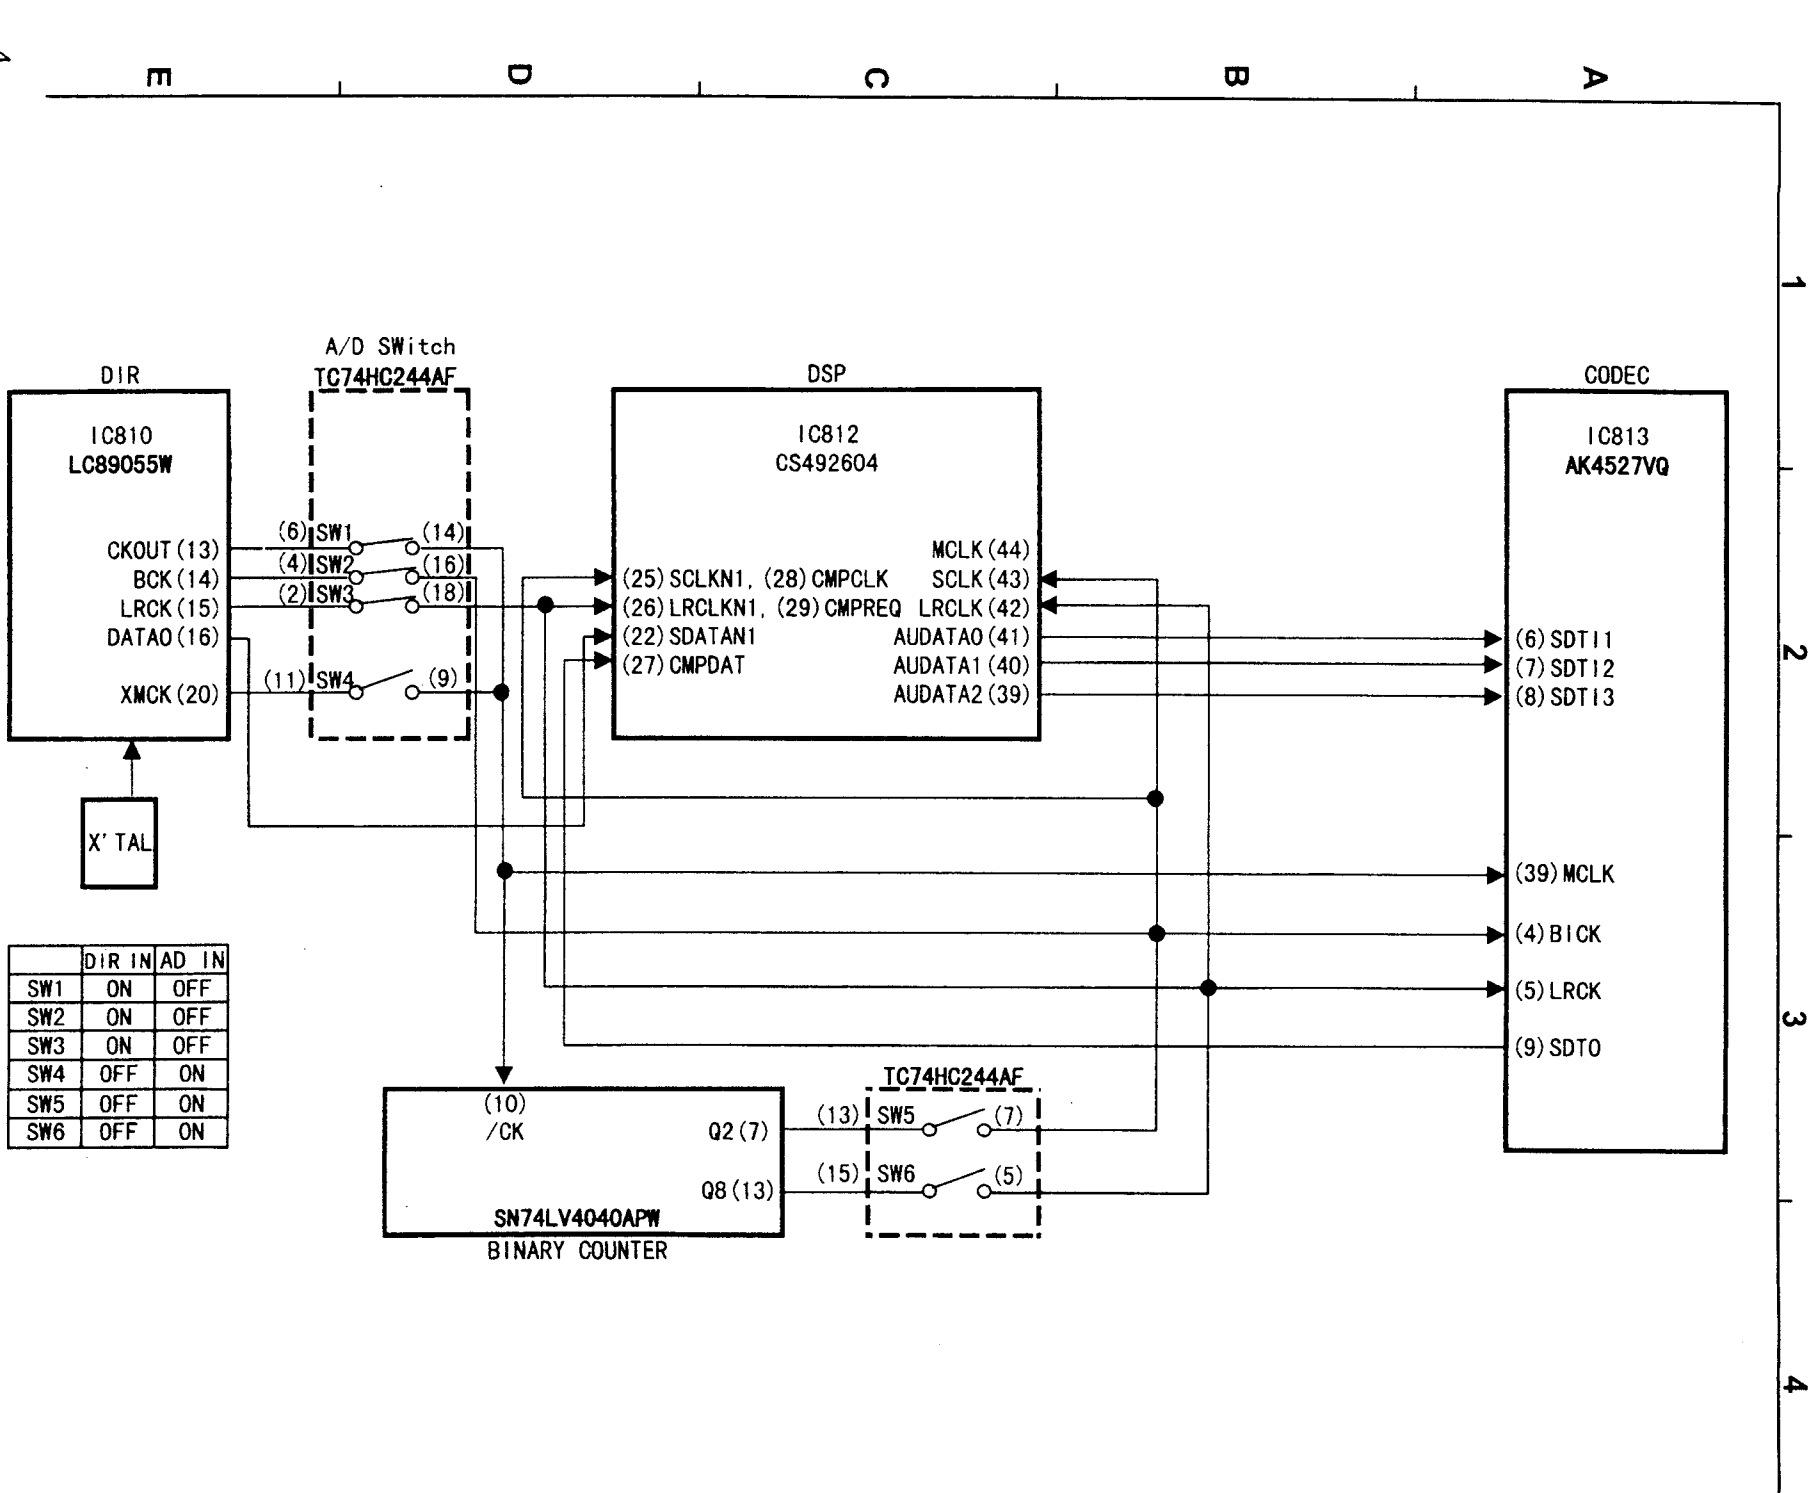 E D C B A
1
2
3
4
A/D SWitch
TC74HC244AF
DIR
IC810
LC89055W
CKOUT(13)
BCK(14)
LRCK(15)
DATAO(16)
XMCK(20)
X'TAL
(6) SW1 (14)
(4) SW2 (16)
(2) SW3 (18)
(11) SW4 (9)
DSP
IC812
CS492604
(25)SCLKN1, (28)CMPCLK
(26)LRCLKN1, (29)CMPREQ
(22)SDATAN1
(27)CMPDAT
MCLK(44)
SCLK(43)
LRCLK(42)
AUDATA0(41)
AUDATA1(40)
AUDATA2(39)
CODEC
IC813
AK4527VQ
(6)SDTI1
(7)SDTI2
(8)SDTI3
(39)MCLK
(4)BICK
(5)LRCK
(9)SDTO
DIR IN AD IN
SW1 ON OFF
SW2 ON OFF
SW3 ON OFF
SW4 OFF ON
SW5 OFF ON
SW6 OFF ON
(10)
/CK
Q2(7)
Q8(13)
SN74LV4040APW
BINARY COUNTER
TC74HC244AF
(13) SW5 (7)
(15) SW6 (5)